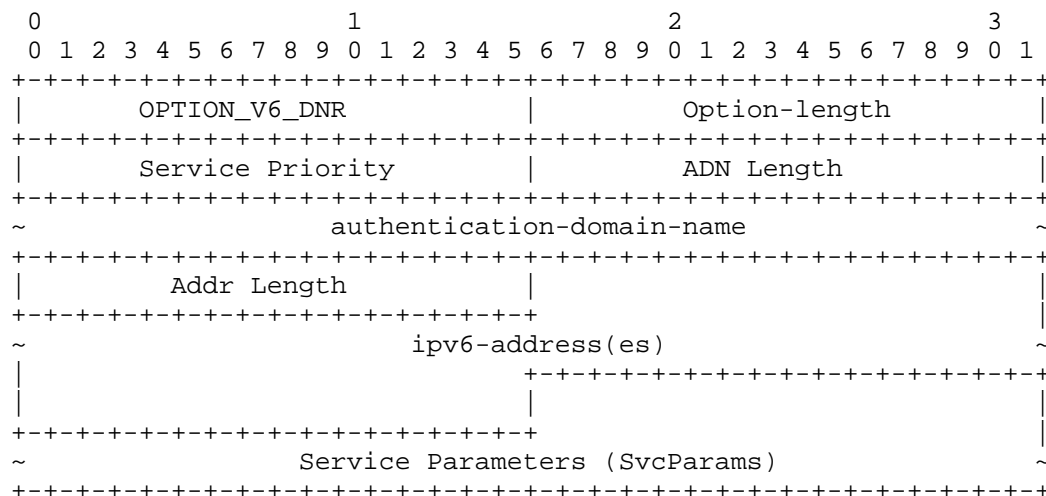 0                   1                   2                   3
 0 1 2 3 4 5 6 7 8 9 0 1 2 3 4 5 6 7 8 9 0 1 2 3 4 5 6 7 8 9 0 1
+-+-+-+-+-+-+-+-+-+-+-+-+-+-+-+-+-+-+-+-+-+-+-+-+-+-+-+-+-+-+-+-+
|       OPTION_V6_DNR           |         Option-length         |
+-+-+-+-+-+-+-+-+-+-+-+-+-+-+-+-+-+-+-+-+-+-+-+-+-+-+-+-+-+-+-+-+
|       Service Priority        |         ADN Length            |
+-+-+-+-+-+-+-+-+-+-+-+-+-+-+-+-+-+-+-+-+-+-+-+-+-+-+-+-+-+-+-+-+
~                   authentication-domain-name                  ~
+-+-+-+-+-+-+-+-+-+-+-+-+-+-+-+-+-+-+-+-+-+-+-+-+-+-+-+-+-+-+-+-+
|         Addr Length           |                               |
+-+-+-+-+-+-+-+-+-+-+-+-+-+-+-+-+                               |
~                        ipv6-address(es)                       ~
|                               +-+-+-+-+-+-+-+-+-+-+-+-+-+-+-+-+
|                               |                               |
+-+-+-+-+-+-+-+-+-+-+-+-+-+-+-+-+                               |
~                 Service Parameters (SvcParams)                ~
+-+-+-+-+-+-+-+-+-+-+-+-+-+-+-+-+-+-+-+-+-+-+-+-+-+-+-+-+-+-+-+-+